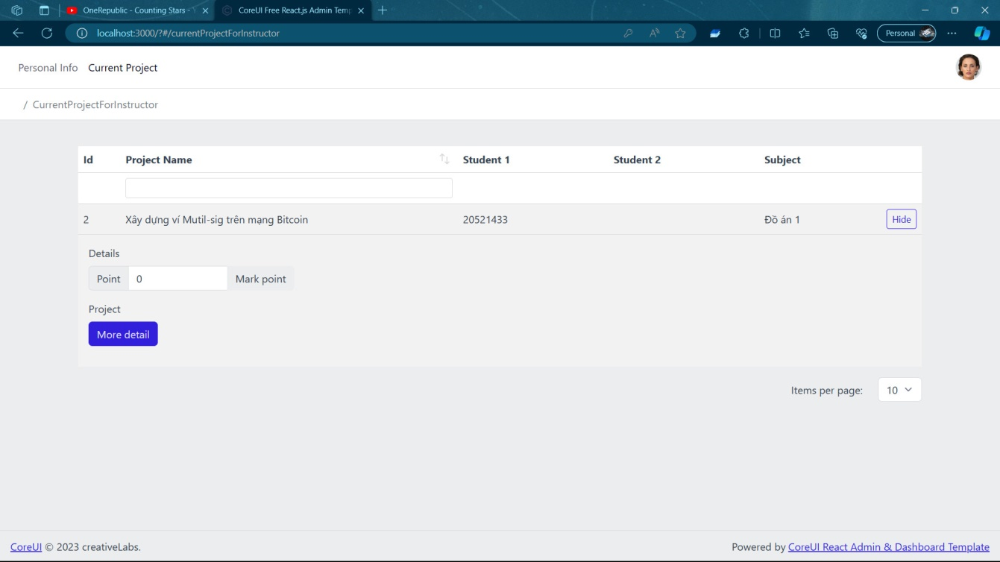 OneRepublic - Counting Stars - Y
CoreUI Free React.js Admin Temp
localhost:3000/?#/currentProjectForInstructor
Personal
Personal Info Current Project
/ CurrentProjectForInstructor
Id Project Name Student 1 Student 2 Subject
2 Xây dựng ví Mutil-sig trên mạng Bitcoin 20521433 Đồ án 1 Hide
Details
Point 0 Mark point
Project
More detail
Items per page: 10
CoreUI © 2023 creativeLabs.
Powered by CoreUI React Admin & Dashboard Template